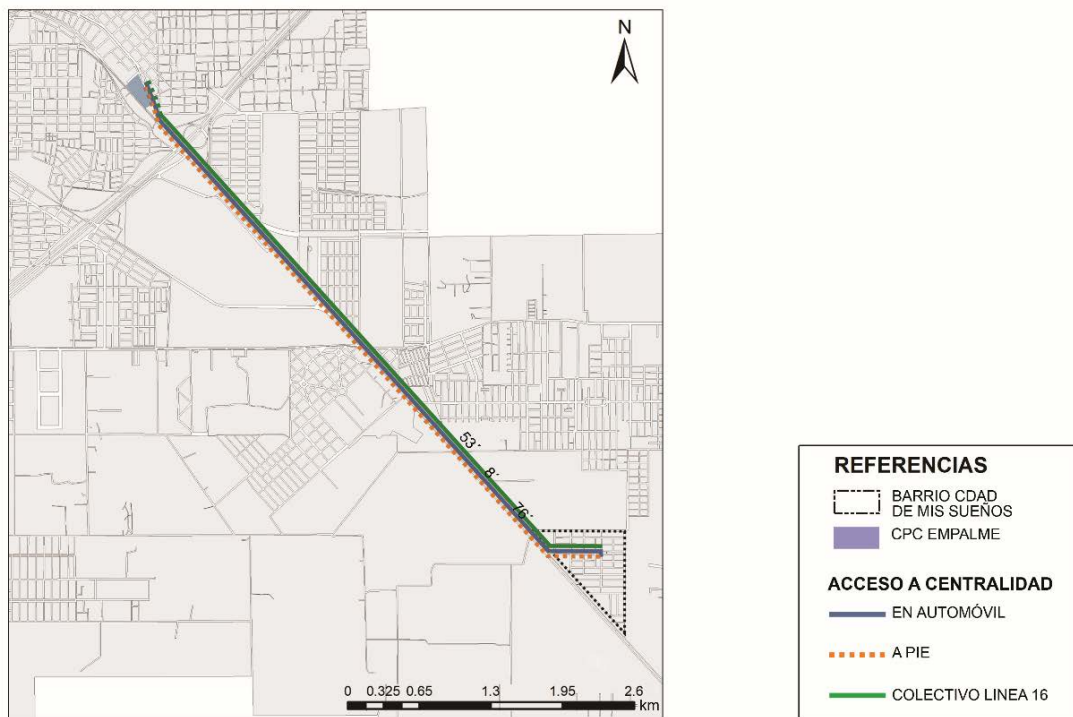 N
53´
8´
76´
0 0.325 0.65 1.3 1.95 2.6
km
REFERENCIAS
BARRIO CDAD
DE MIS SUEÑOS
CPC EMPALME
ACCESO A CENTRALIDAD
EN AUTOMÓVIL
A PIE
COLECTIVO LINEA 16